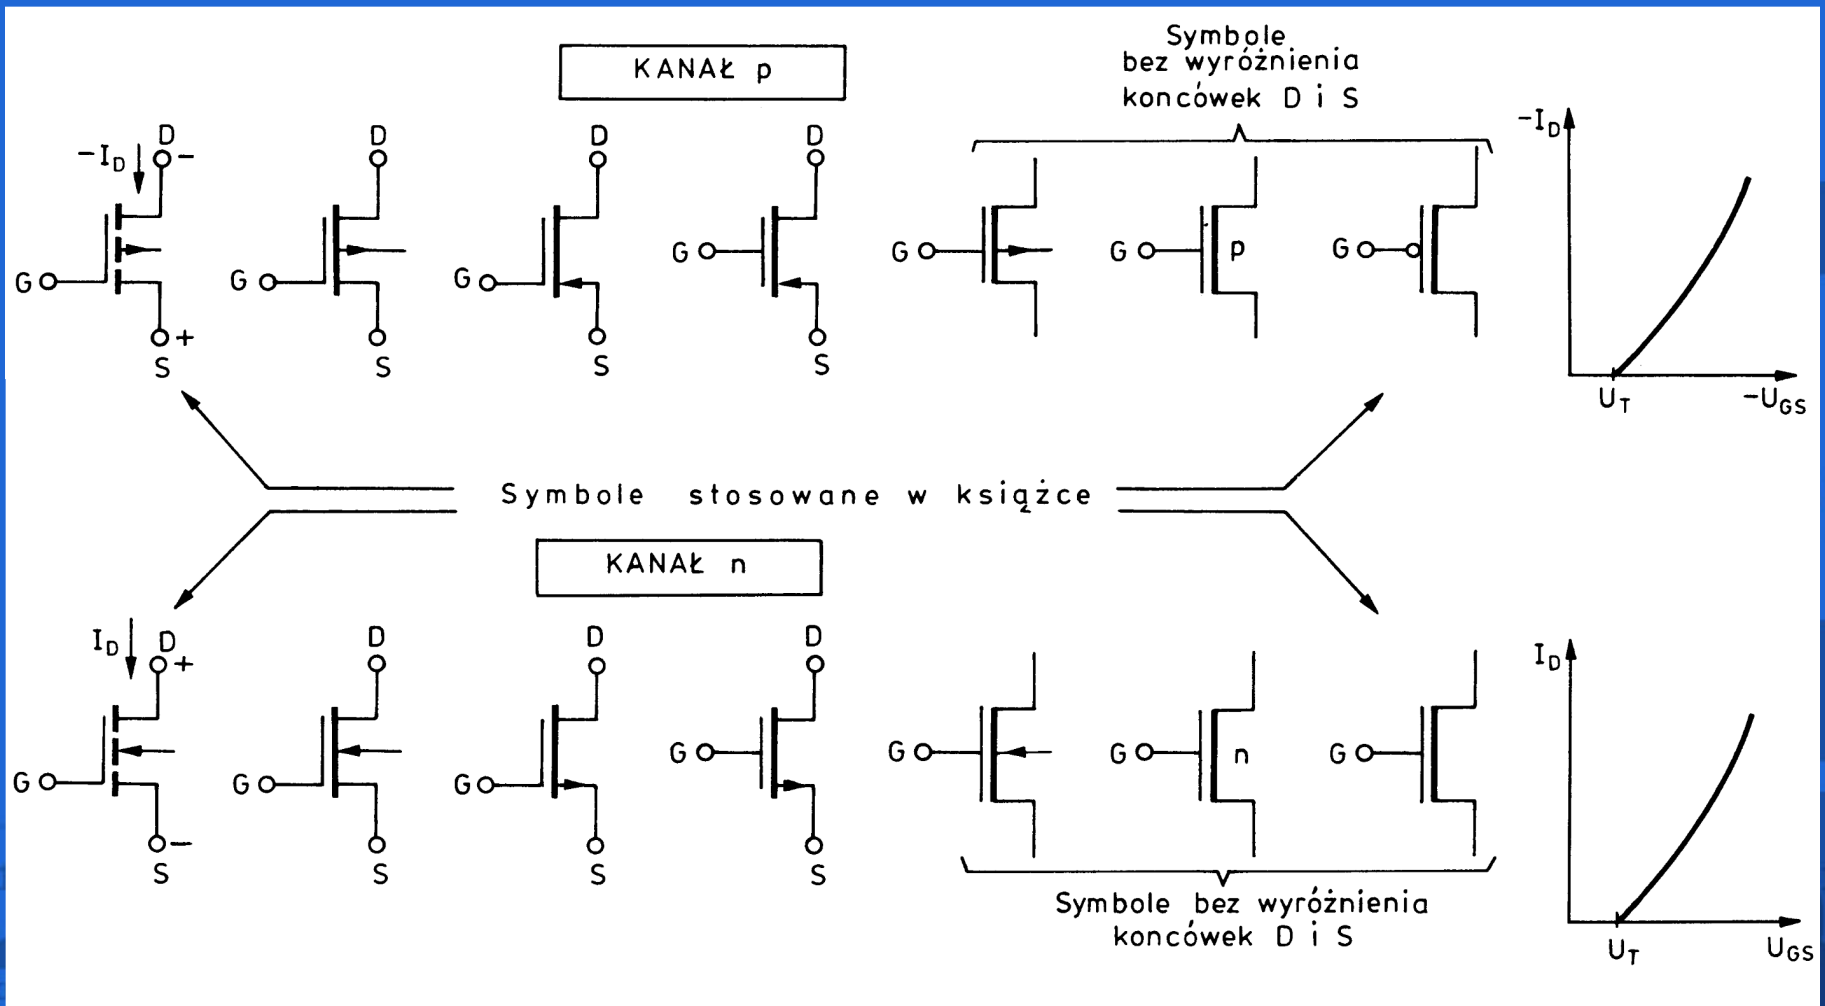 KANAŁ p
Symbole
bez wyróżnienia
koncówek D i S
-I_D
D
-
G
+
S
D
G
S
D
G
S
D
G
S
G
G
p
G
-I_D
U_T
-U_GS
Symbole stosowane w książce
KANAŁ n
I_D
D
+
G
-
S
D
G
S
D
G
S
D
G
S
G
G
n
G
Symbole bez wyróżnienia
koncówek D i S
I_D
U_T
U_GS